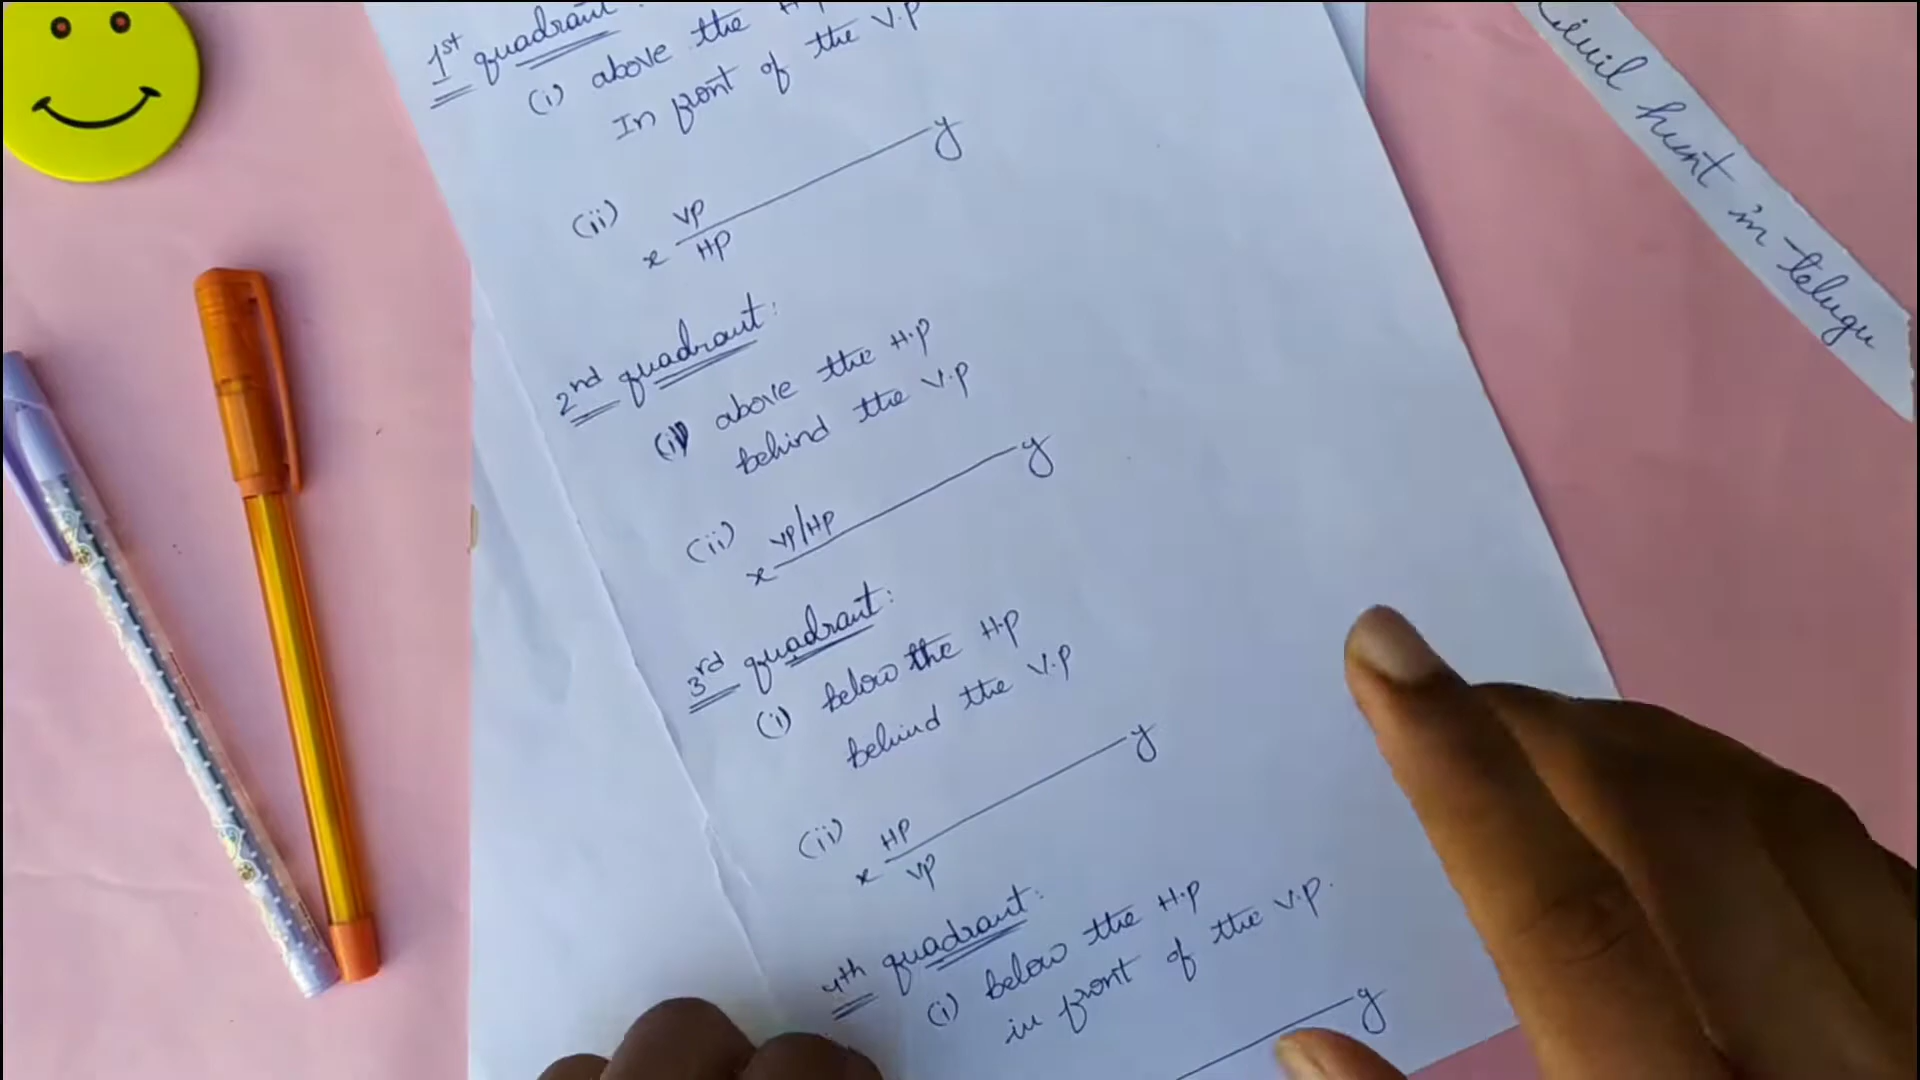 1st quadrant:
(i) above the H.P
In front of the V.P
(ii) x VP y
HP
2nd quadrant:
(i) above the H.P
behind the V.P
(ii) x VP/HP y
3rd quadrant:
(i) below the H.P
behind the V.P
(ii) x HP y
VP
4th quadrant:
(i) below the H.P
in front of the V.P.
y
Civil hunt in telugu